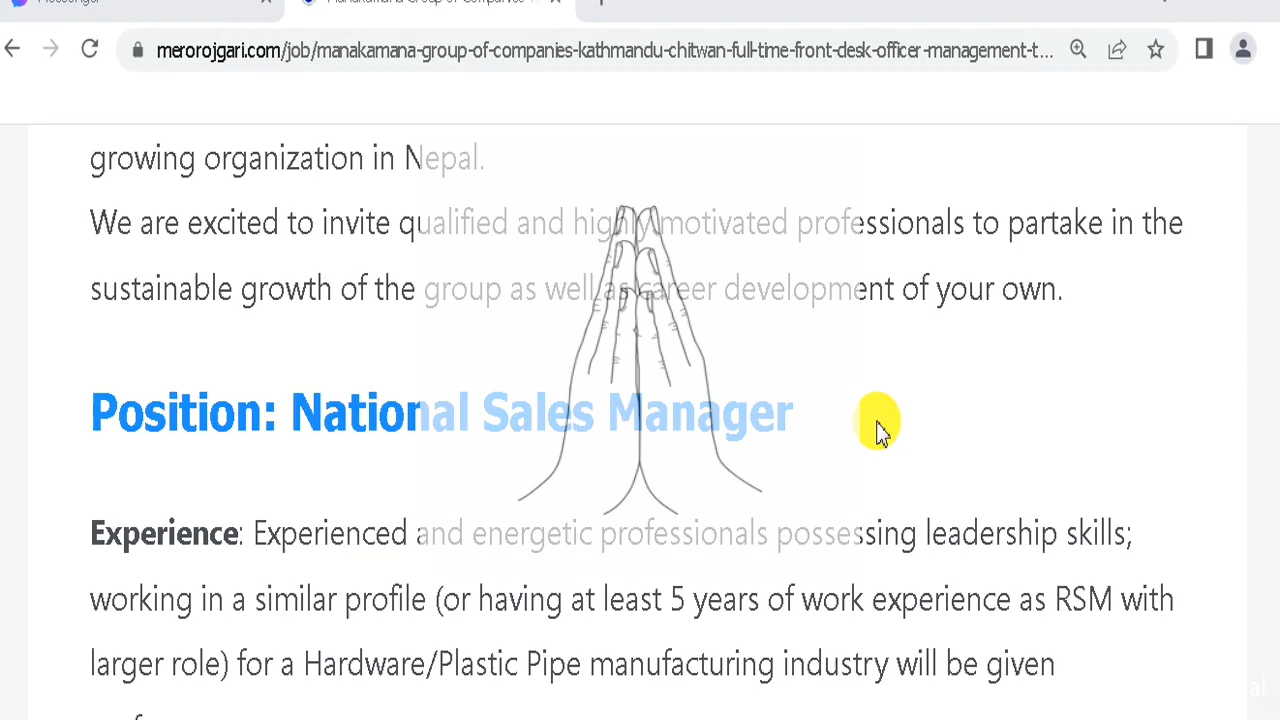 merorojgari.com/job/manakamana-group-of-companies-kathmandu-chitwan-full-time-front-desk-officer-management-t...
growing organization in Nepal.
We are excited to invite qualified and highly motivated professionals to partake in the
sustainable growth of the group as well as career development of your own.
Position: National Sales Manager
Experience: Experienced and energetic professionals possessing leadership skills;
working in a similar profile (or having at least 5 years of work experience as RSM with
larger role) for a Hardware/Plastic Pipe manufacturing industry will be given